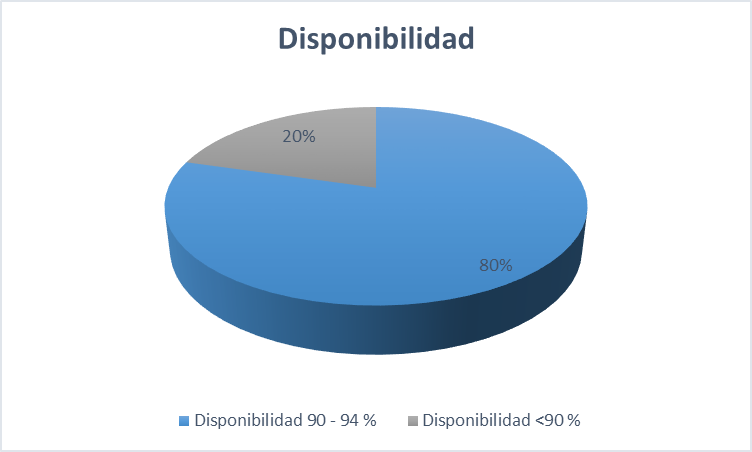 Disponibilidad
20%
80%
Disponibilidad 90 - 94 %
Disponibilidad <90 %